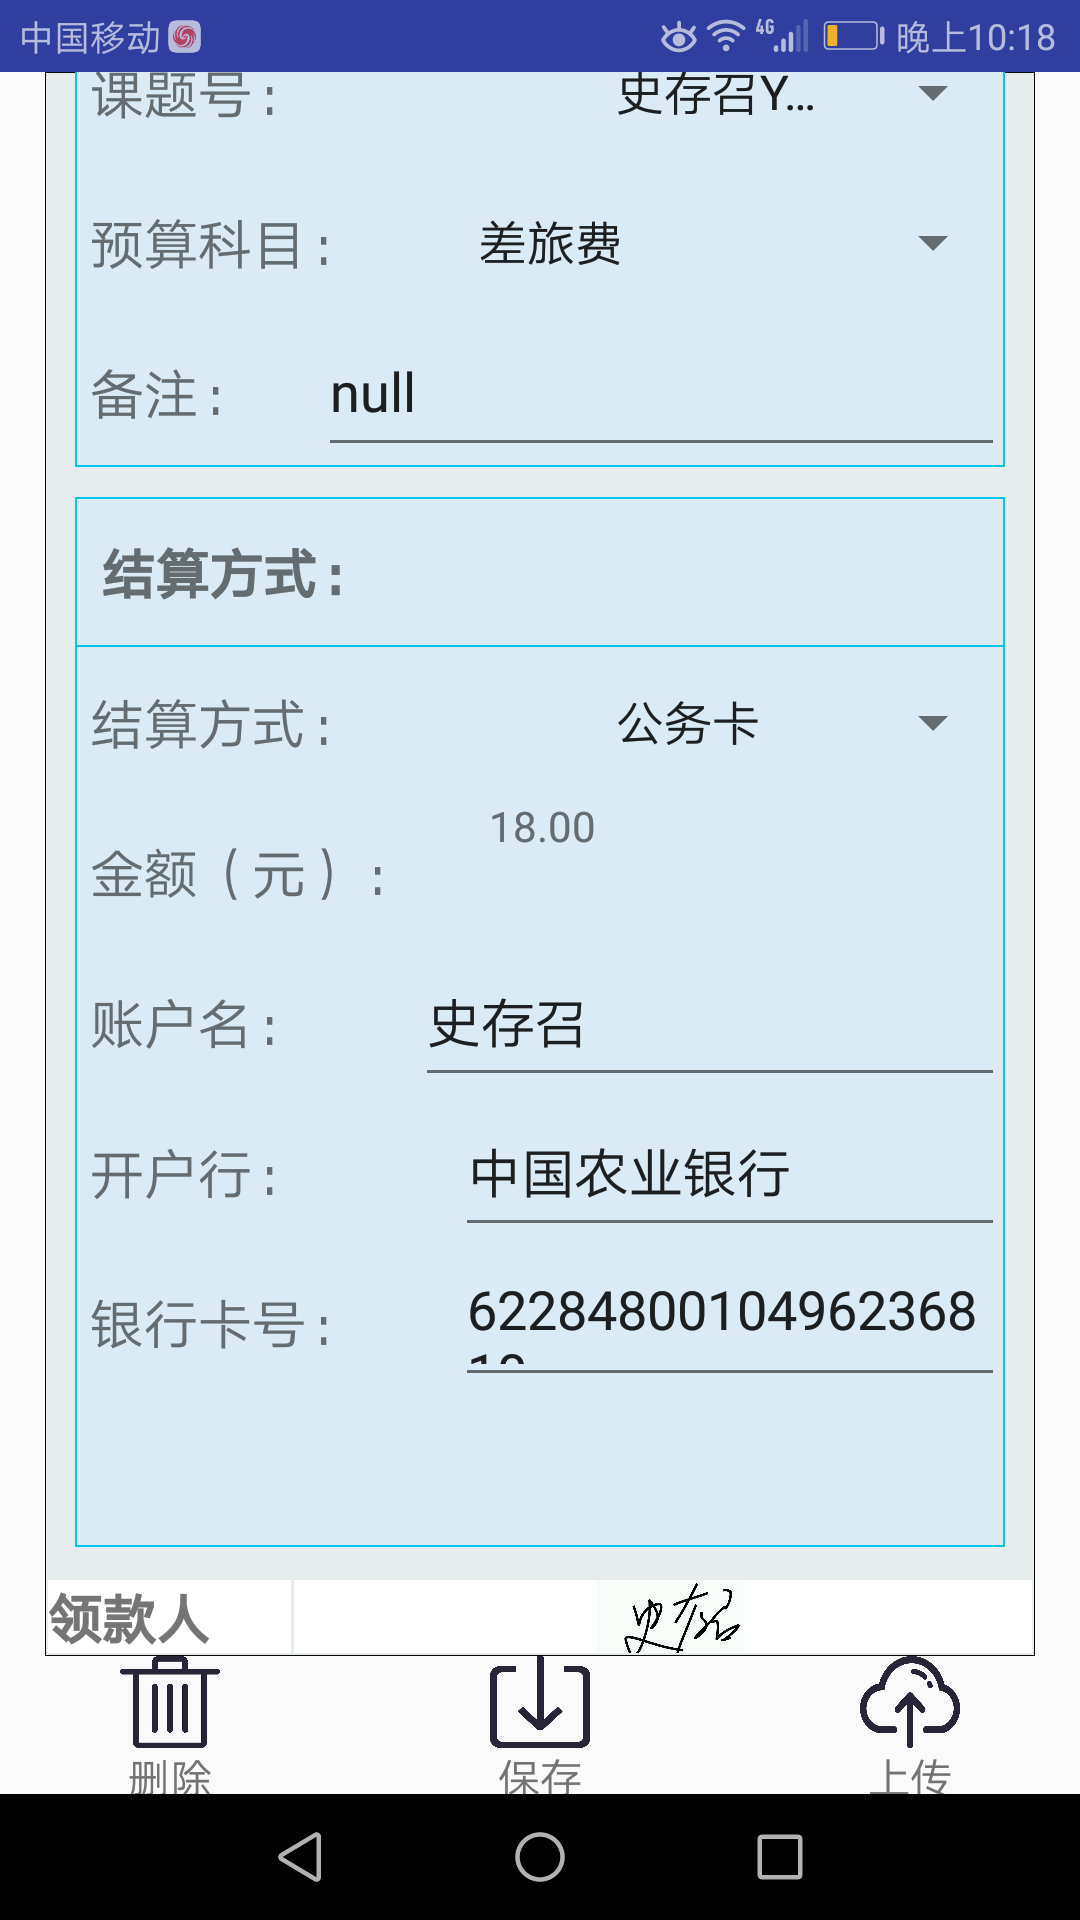 中国移动 4G 晚上10:18
课题号: 史存召Y...
预算科目: 差旅费
备注: null
结算方式:
结算方式: 公务卡
18.00
金额（元）:
账户名: 史存召
开户行: 中国农业银行
银行卡号: 62284800104962368
领款人 史存召
删除 保存 上传